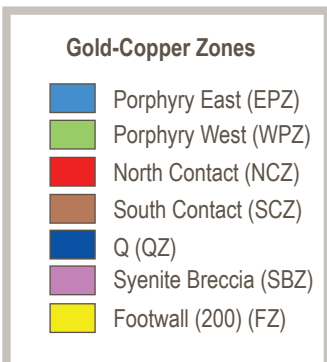 Gold-Copper Zones
Porphyry East (EPZ)
Porphyry West (WPZ)
North Contact (NCZ)
South Contact (SCZ)
Q (QZ)
Syenite Breccia (SBZ)
Footwall (200) (FZ)